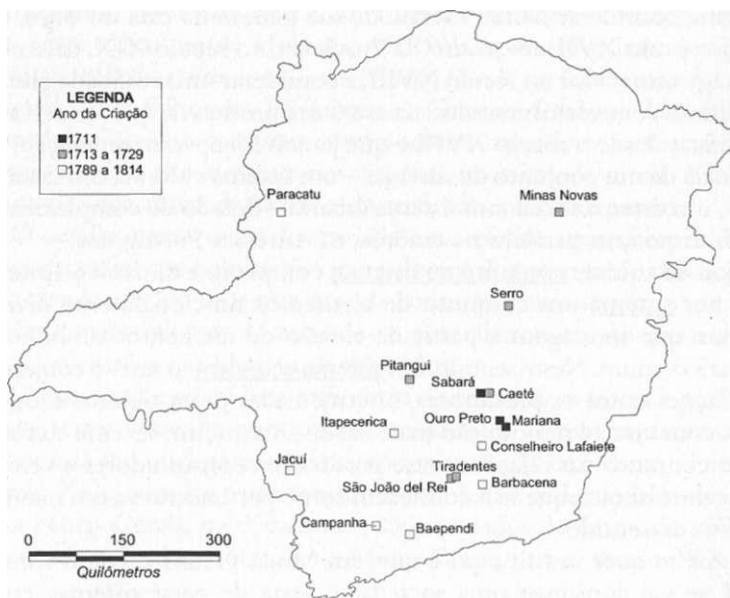 LEGENDA
Ano da Criação
1711
1713 a 1729
1789 a 1814
Paracatu
Minas Novas
Serro
Pitangui
Sabará
Caeté
Itapecerica
Ouro
Mariana
Conselheiro Lafaiete
Jacuí
Tiradentes
São João del Rei
Barbacena
Campanha
Baependi
0 150 300
Quilômetros